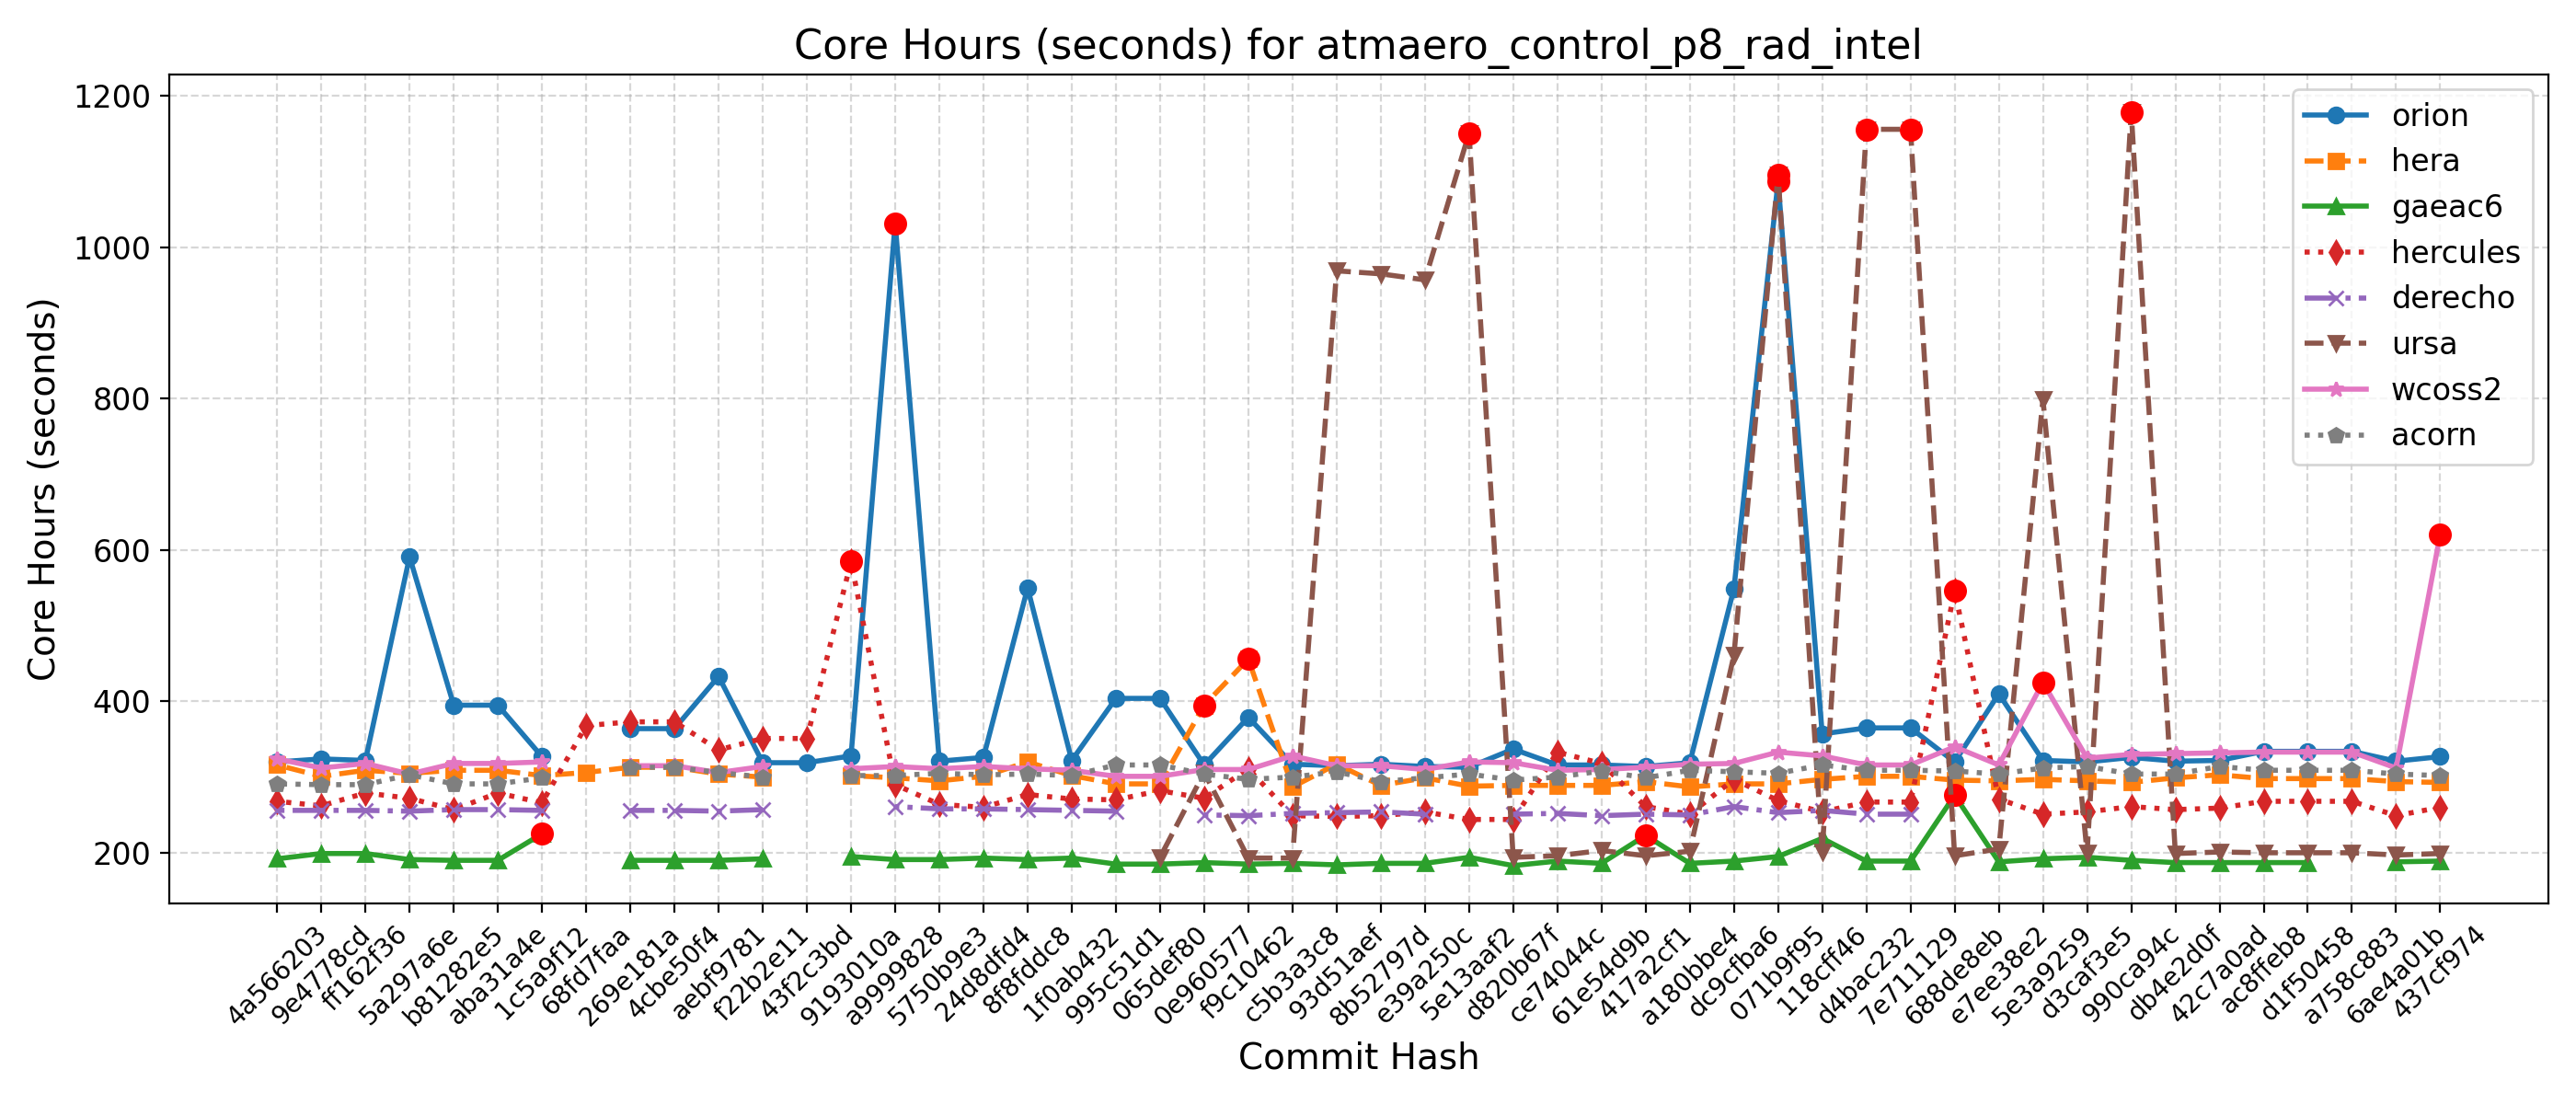 Core Hours (seconds) for atmaero_control_p8_rad_intel
Core Hours (seconds)
1200
1000
800
600
400
200
orion
hera
gaeac6
hercules
derecho
ursa
wcoss2
acorn
4a566203
9e4778cd
ff162f36
5a297a6e
b81282e5
aba31a4e
1c5a9f12
68fd7faa
269e181a
4cbe50f4
aebf9781
f22b2e11
43f2c3bd
9193010a
a9999828
5750b9e3
24d8dfd4
8f8fddc8
1f0ab432
995c51d1
065def80
0e960577
f9c10462
c5b3a3c8
93d51aef
8b52797d
e39a250c
5e13aaf2
d820b67f
ce74044c
61e54d9b
417a2cf1
a180bbe4
dc9cfba6
071b9f95
118cff46
d4bac232
7e711129
688de8eb
e7ee38e2
5e3a9259
d3caf3e5
990ca94c
db4e2d0f
42c7a0ad
ac8ffeb8
d1f50458
a758c883
6ae4a01b
437cf974
Commit Hash